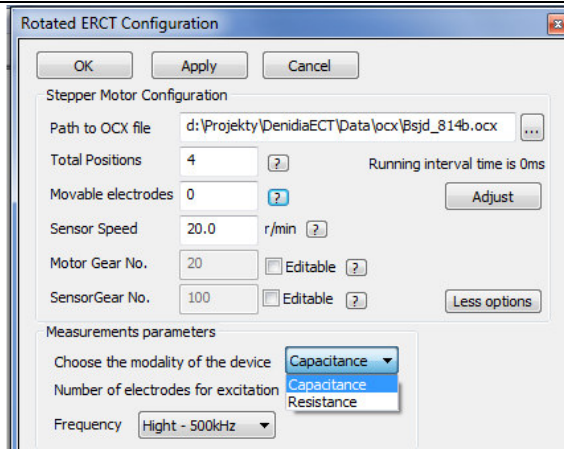 Rotated ERCT Configuration
OK Apply Cancel
Stepper Motor Configuration
Path to OCX file d:\Projekty\DenidiaECT\Data\ocx\Bsjd_814b.ocx ...
Total Positions 4 ? Running interval time is 0ms
Movable electrodes 0 ? Adjust
Sensor Speed 20.0 r/min ?
Motor Gear No. 20 Editable ?
SensorGear No. 100 Editable ? Less options
Measurements parameters
Choose the modality of the device Capacitance
Capacitance
Number of electrodes for excitation
Resistance
Frequency Hight - 500kHz